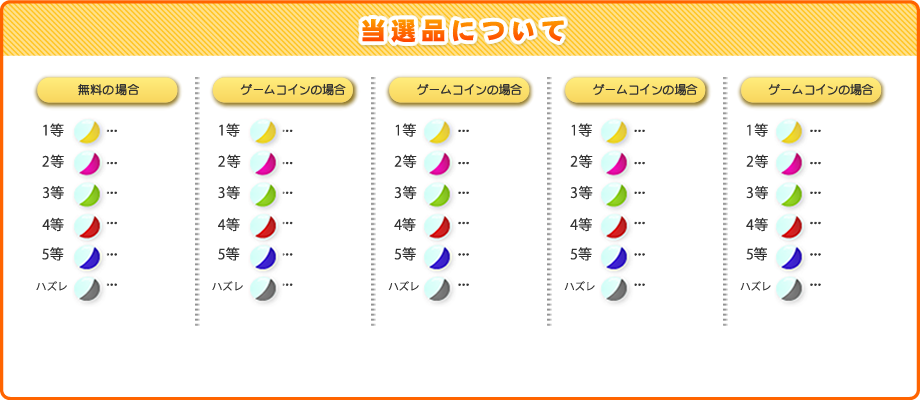 当選品について
無料の場合
1等 …
2等 …
3等 …
4等 …
5等 …
ハズレ …
ゲームコインの場合
1等 …
2等 …
3等 …
4等 …
5等 …
ハズレ …
ゲームコインの場合
1等 …
2等 …
3等 …
4等 …
5等 …
ハズレ …
ゲームコインの場合
1等 …
2等 …
3等 …
4等 …
5等 …
ハズレ …
ゲームコインの場合
1等 …
2等 …
3等 …
4等 …
5等 …
ハズレ …